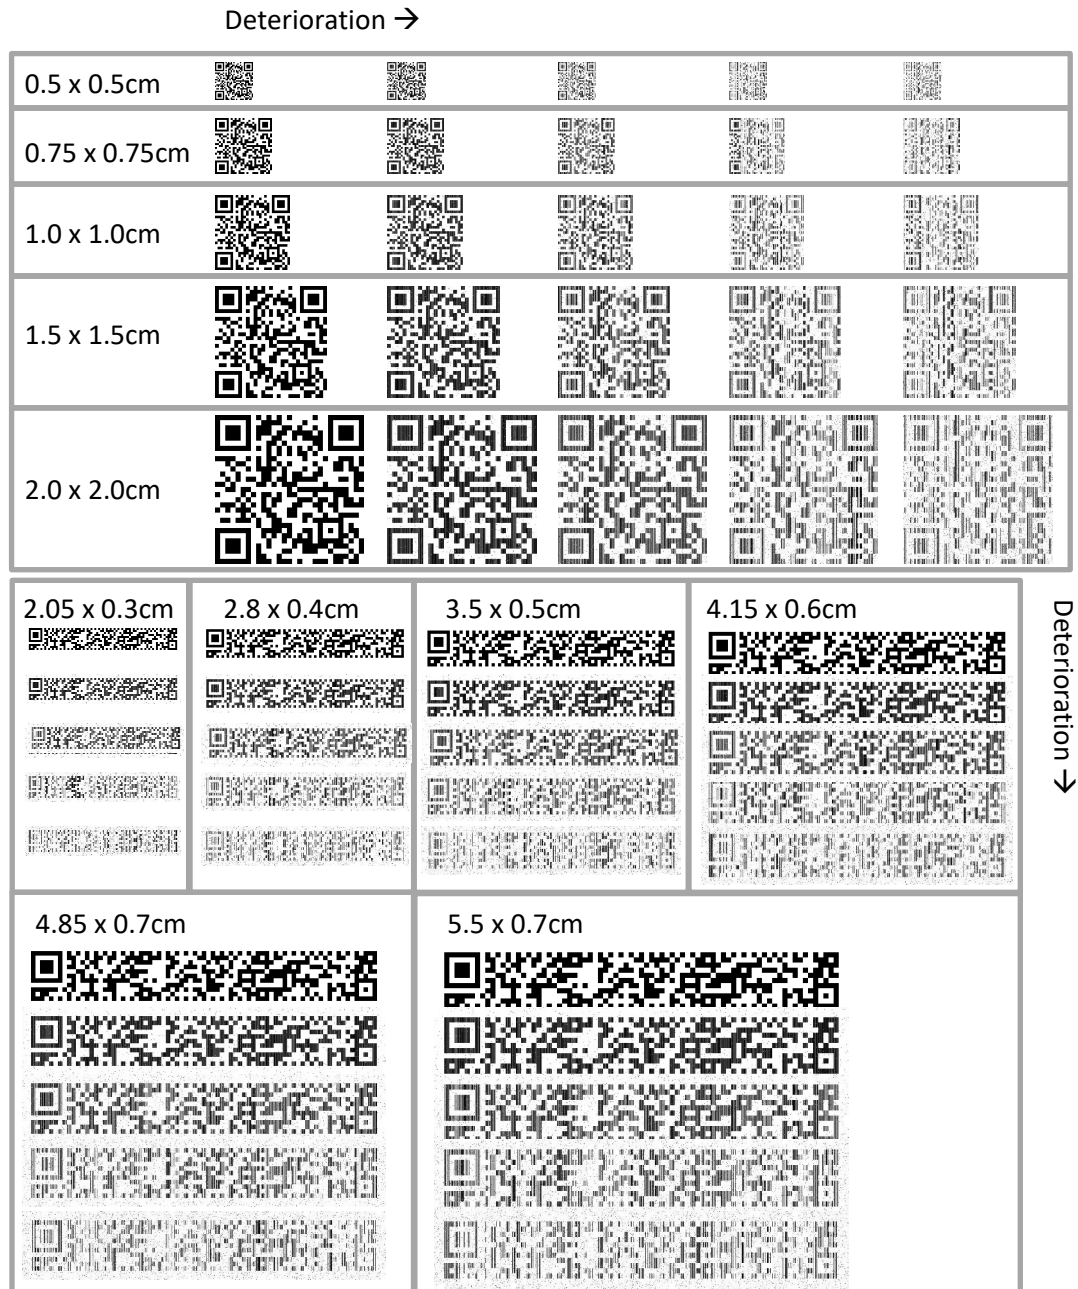 Deterioration →
0.5 x 0.5cm
0.75 x 0.75cm
1.0 x 1.0cm
1.5 x 1.5cm
2.0 x 2.0cm
2.05 x 0.3cm
2.8 x 0.4cm
3.5 x 0.5cm
4.15 x 0.6cm
Deterioration →
4.85 x 0.7cm
5.5 x 0.7cm